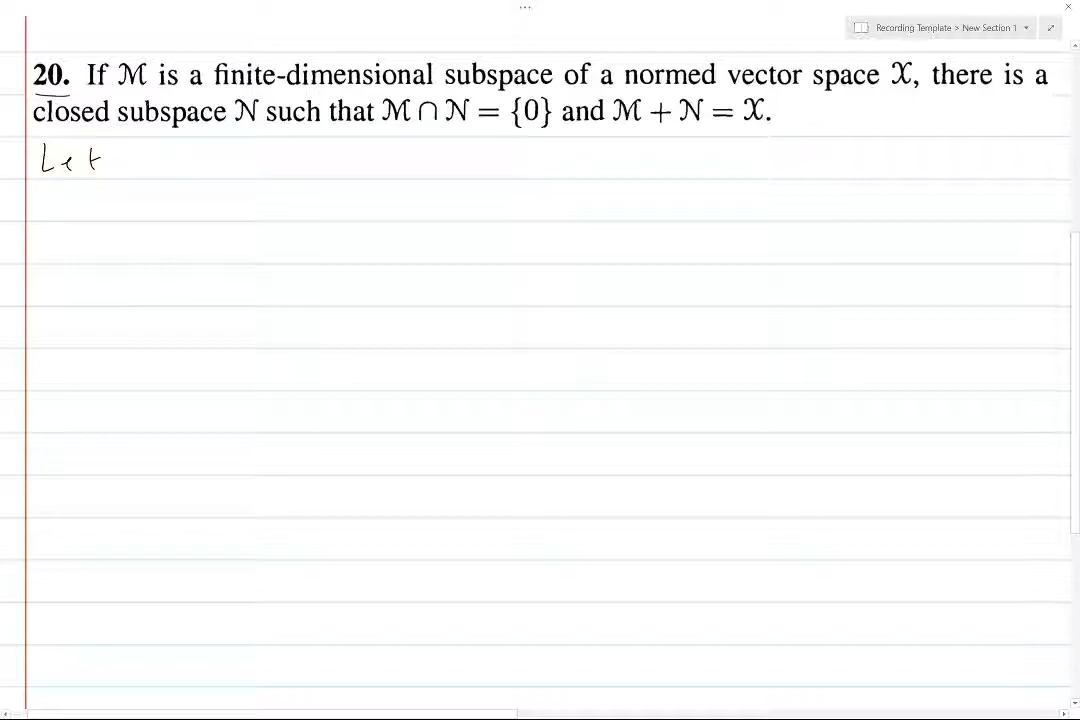 ...
Recording Template > New Section 1
20. If ℳ is a finite-dimensional subspace of a normed vector space 𝒳, there is a
closed subspace 𝒩 such that ℳ ∩ 𝒩 = {0} and ℳ + 𝒩 = 𝒳.
Let